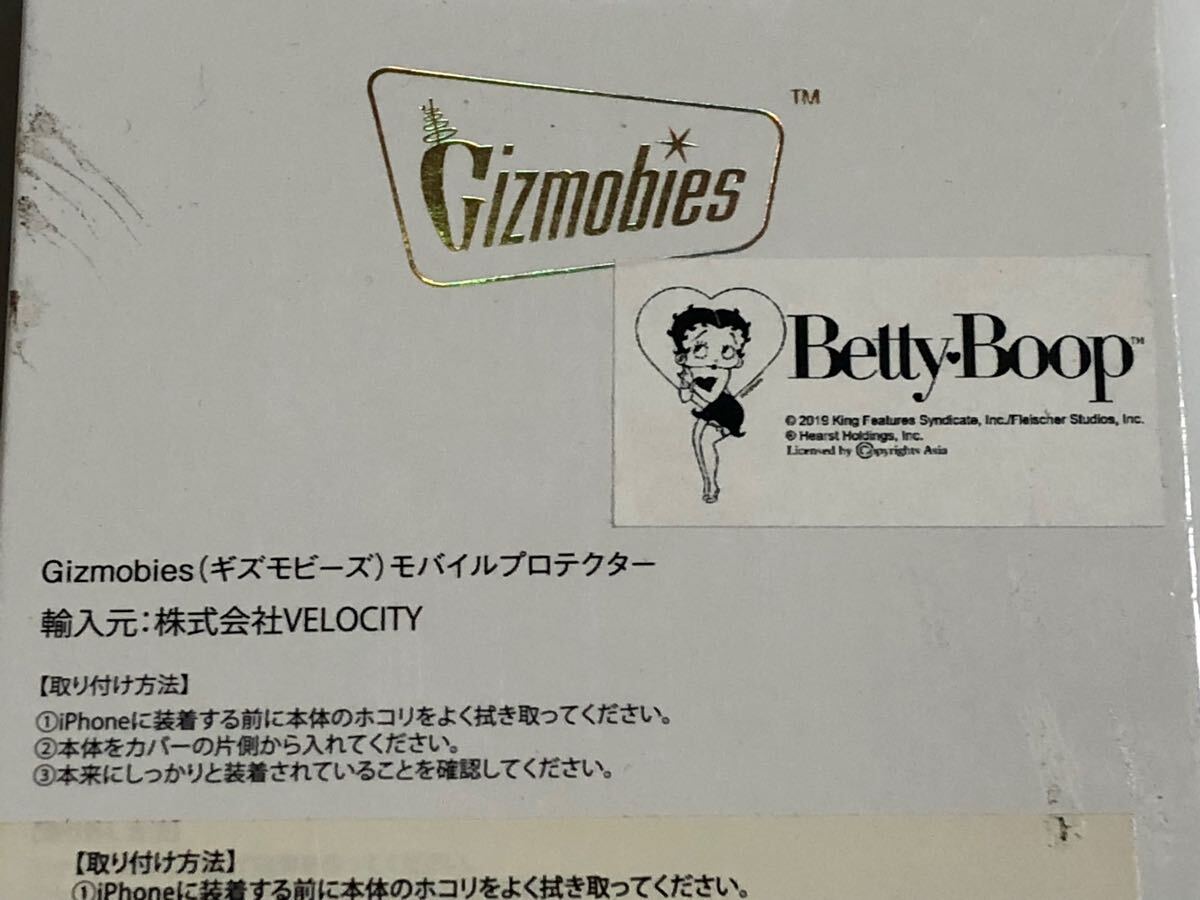 Gizmobies
TM
Betty Boop TM
© 2019 King Features Syndicate, Inc./Fleischer Studios, Inc.
® Hearst Holdings, Inc.
Licensed by Copyrights Asia
Gizmobies(ギズモビーズ)モバイルプロテクター
輸入元:株式会社VELOCITY
【取り付け方法】
①iPhoneに装着する前に本体のホコリをよく拭き取ってください。
②本体をカバーの片側から入れてください。
③本来にしっかりと装着されていることを確認してください。
【取り付け方法】
①iPhoneに装着する前に本体のホコリをよく拭き取ってください。